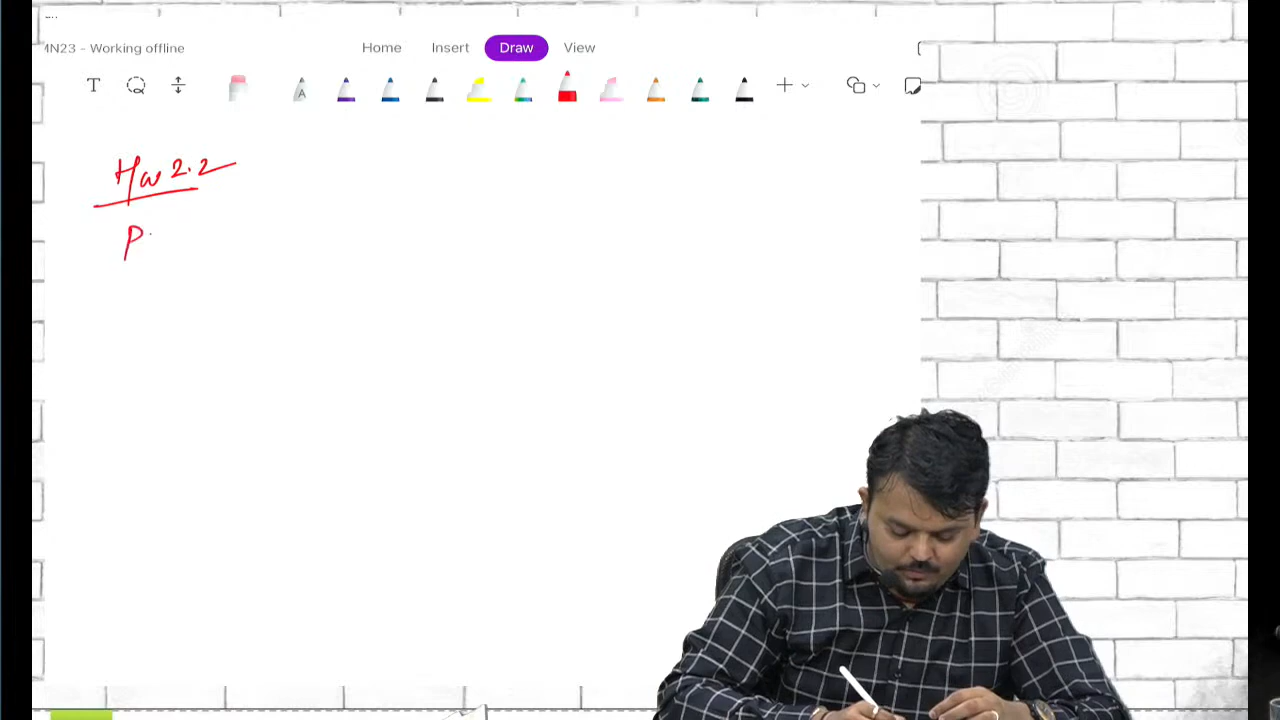 MN23 - Working offline
Home Insert Draw View
T
A
Hw 2.2
P.